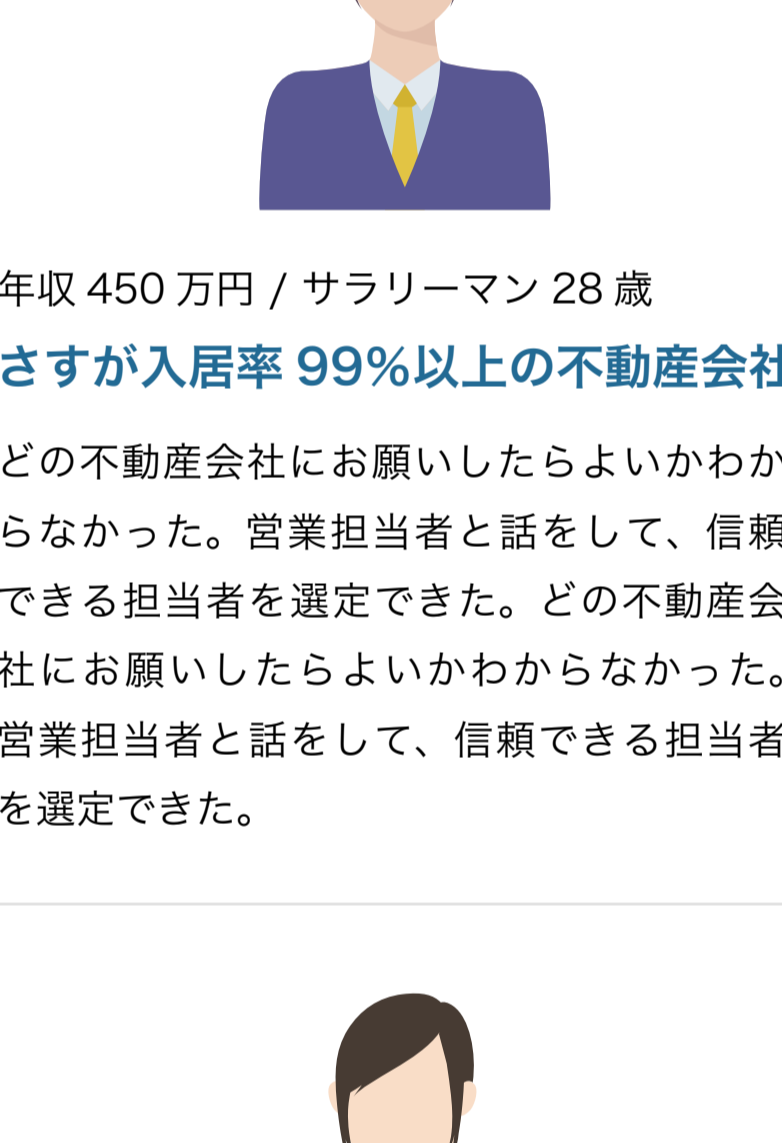 年収 450 万円 / サラリーマン 28 歳
さすが入居率 99%以上の不動産会社
どの不動産会社にお願いしたらよいかわか
らなかった。営業担当者と話をして、信頼
できる担当者を選定できた。どの不動産会
社にお願いしたらよいかわからなかった。
営業担当者と話をして、信頼できる担当者
を選定できた。